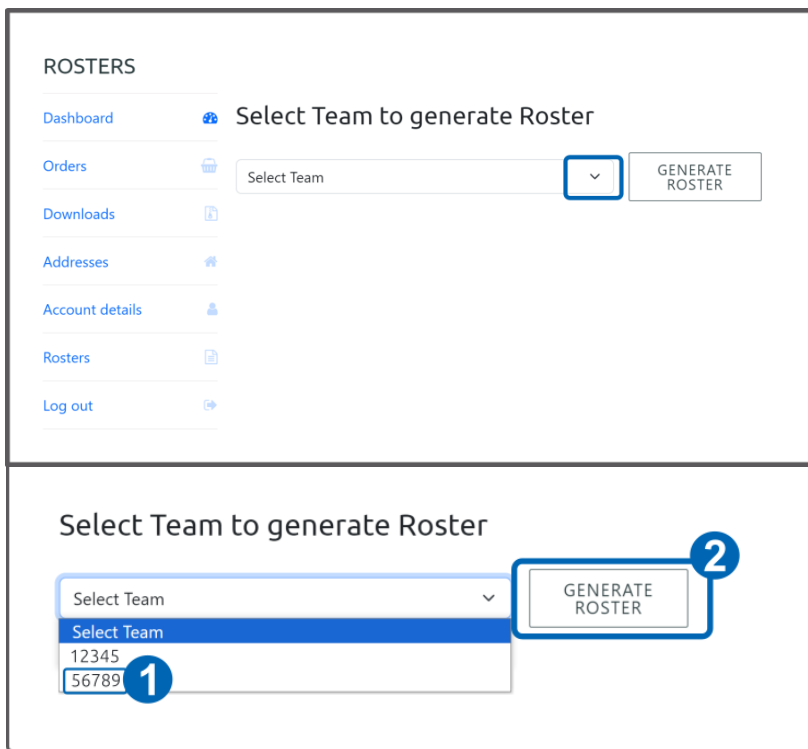 ROSTERS
Dashboard
Orders
Downloads
Addresses
Account details
Rosters
Log out
Select Team to generate Roster
Select Team
GENERATE
ROSTER
Select Team to generate Roster
Select Team
Select Team
12345
56789
1
GENERATE
ROSTER
2